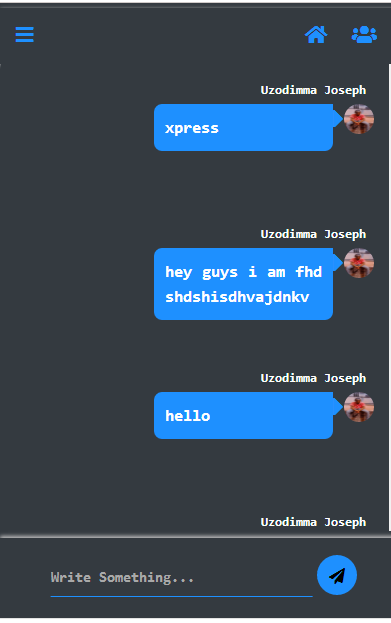 Uzodimma Joseph
xpress
Uzodimma Joseph
hey guys i am fhd
shdshisdhvajdnkv
Uzodimma Joseph
hello
Uzodimma Joseph
Write Something...